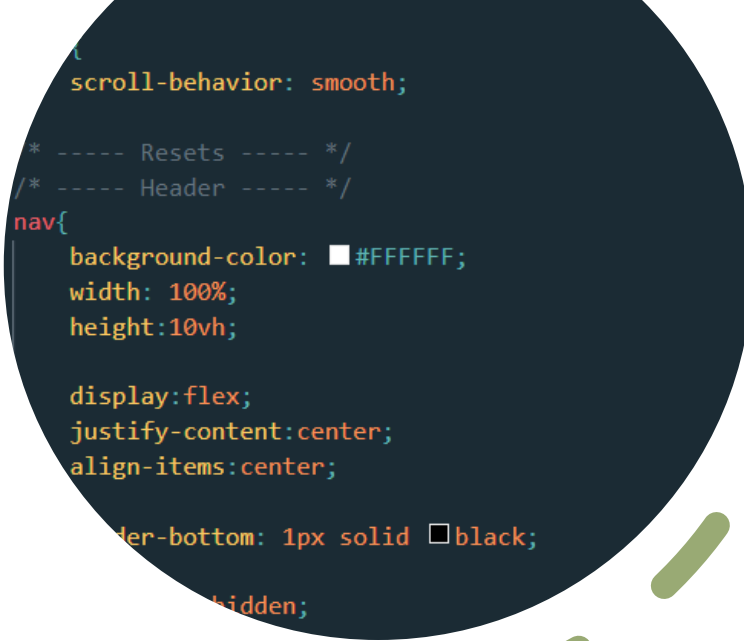 {
scroll-behavior: smooth;
/* ----- Resets ----- */
/* ----- Header ----- */
nav{
background-color: #FFFFFF;
width: 100%;
height:10vh;
display:flex;
justify-content:center;
align-items:center;
der-bottom: 1px solid black;
hidden;